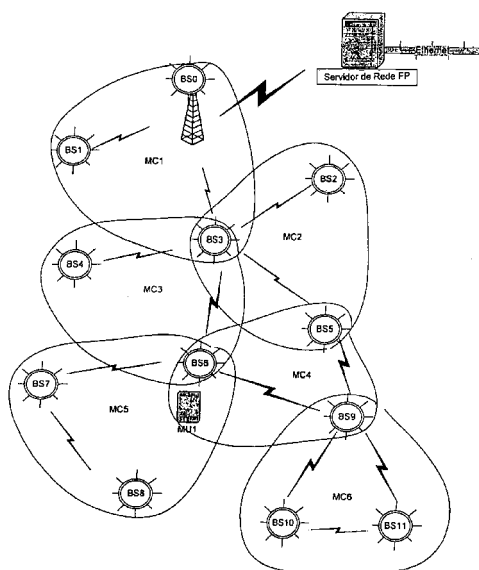 BS0
Ethernet
Servidor de Rede FP
BS1
MC1
BS2
BS3
MC2
BS4
MC3
BS5
BS6
MC4
BS7
MC5
MU1
BS9
BS8
MC6
BS10
BS11